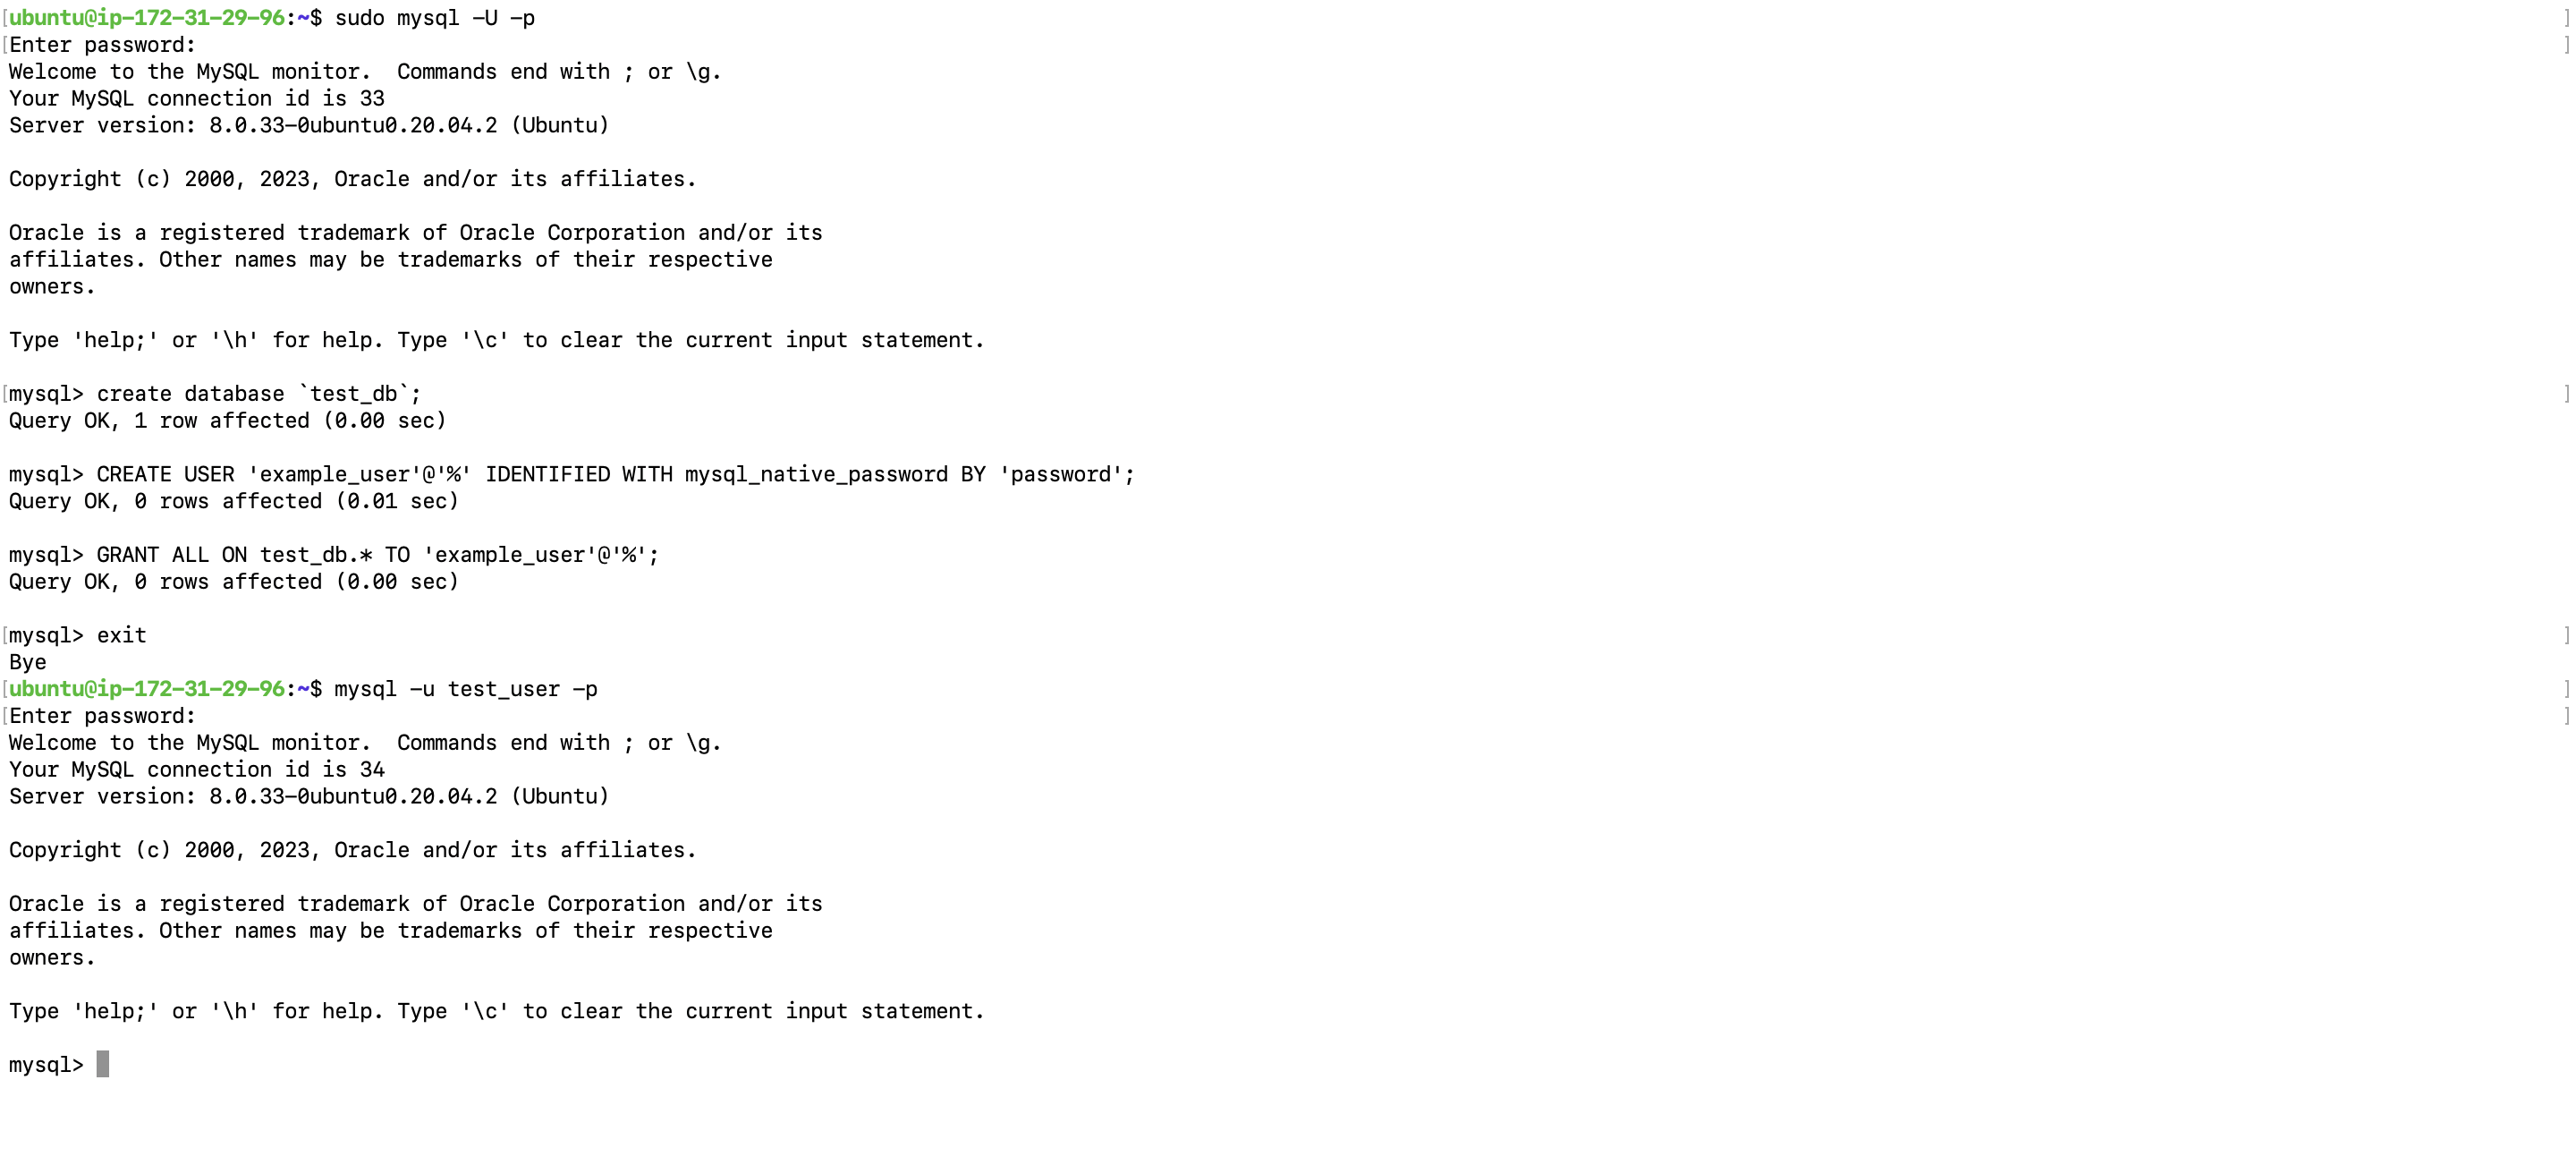 [ubuntu@ip-172-31-29-96:~$ sudo mysql -U -p ]
[Enter password: ]
Welcome to the MySQL monitor.  Commands end with ; or \g.
Your MySQL connection id is 33
Server version: 8.0.33-0ubuntu0.20.04.2 (Ubuntu)
Copyright (c) 2000, 2023, Oracle and/or its affiliates.
Oracle is a registered trademark of Oracle Corporation and/or its
affiliates. Other names may be trademarks of their respective
owners.
Type 'help;' or '\h' for help. Type '\c' to clear the current input statement.
[mysql> create database `test_db`; ]
Query OK, 1 row affected (0.00 sec)
mysql> CREATE USER 'example_user'@'%' IDENTIFIED WITH mysql_native_password BY 'password';
Query OK, 0 rows affected (0.01 sec)
mysql> GRANT ALL ON test_db.* TO 'example_user'@'%';
Query OK, 0 rows affected (0.00 sec)
[mysql> exit ]
Bye
[ubuntu@ip-172-31-29-96:~$ mysql -u test_user -p ]
[Enter password: ]
Welcome to the MySQL monitor.  Commands end with ; or \g.
Your MySQL connection id is 34
Server version: 8.0.33-0ubuntu0.20.04.2 (Ubuntu)
Copyright (c) 2000, 2023, Oracle and/or its affiliates.
Oracle is a registered trademark of Oracle Corporation and/or its
affiliates. Other names may be trademarks of their respective
owners.
Type 'help;' or '\h' for help. Type '\c' to clear the current input statement.
mysql>